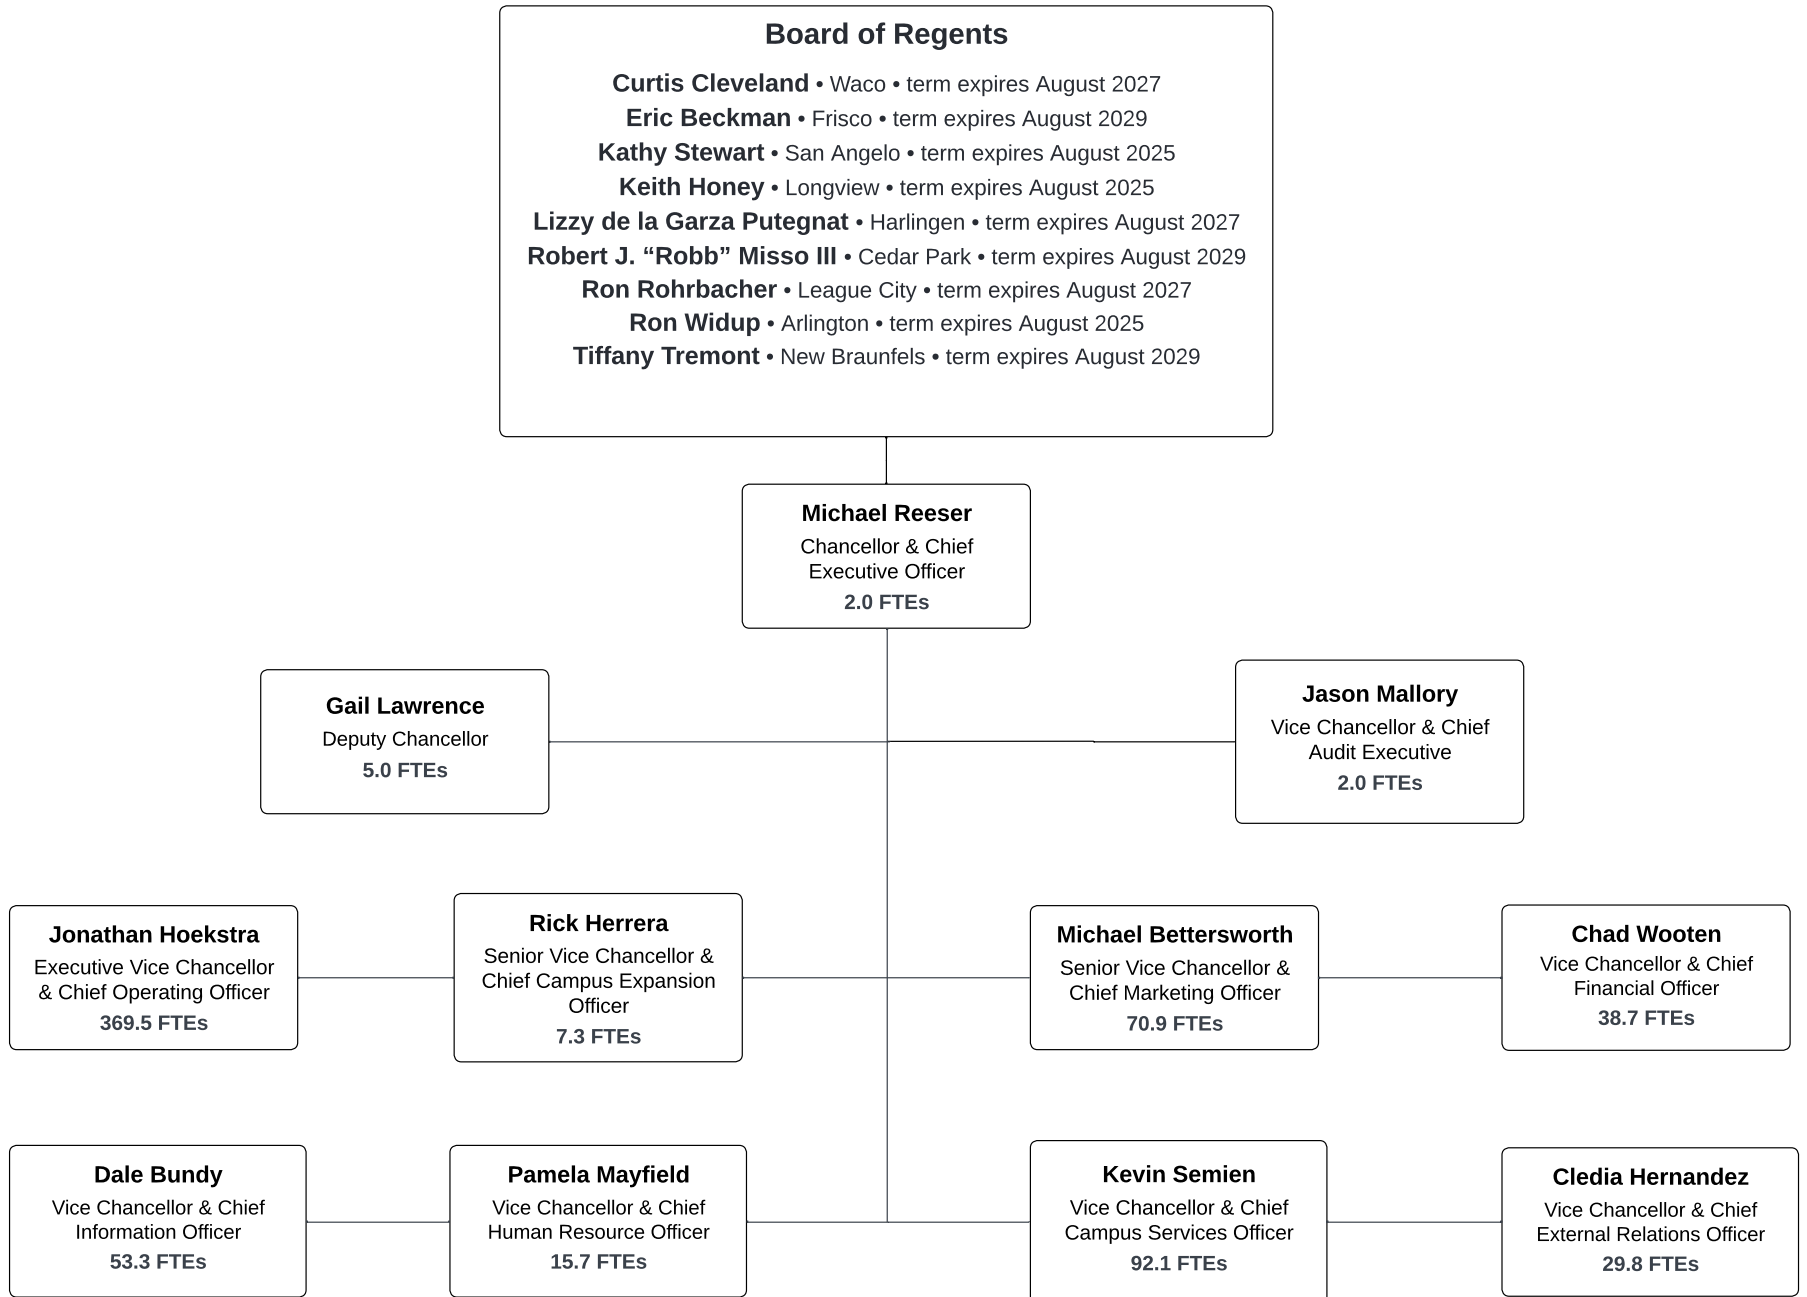 Board of Regents
Curtis Cleveland • Waco • term expires August 2027
Eric Beckman • Frisco • term expires August 2029
Kathy Stewart • San Angelo • term expires August 2025
Keith Honey • Longview • term expires August 2025
Lizzy de la Garza Putegnat • Harlingen • term expires August 2027
Robert J. “Robb” Misso III • Cedar Park • term expires August 2029
Ron Rohrbacher • League City • term expires August 2027
Ron Widup • Arlington • term expires August 2025
Tiffany Tremont • New Braunfels • term expires August 2029
Michael Reeser
Chancellor & Chief
Executive Officer
2.0 FTEs
Gail Lawrence
Deputy Chancellor
5.0 FTEs
Jason Mallory
Vice Chancellor & Chief
Audit Executive
2.0 FTEs
Jonathan Hoekstra
Executive Vice Chancellor
& Chief Operating Officer
369.5 FTEs
Rick Herrera
Senior Vice Chancellor &
Chief Campus Expansion
Officer
7.3 FTEs
Michael Bettersworth
Senior Vice Chancellor &
Chief Marketing Officer
70.9 FTEs
Chad Wooten
Vice Chancellor & Chief
Financial Officer
38.7 FTEs
Dale Bundy
Vice Chancellor & Chief
Information Officer
53.3 FTEs
Pamela Mayfield
Vice Chancellor & Chief
Human Resource Officer
15.7 FTEs
Kevin Semien
Vice Chancellor & Chief
Campus Services Officer
92.1 FTEs
Cledia Hernandez
Vice Chancellor & Chief
External Relations Officer
29.8 FTEs